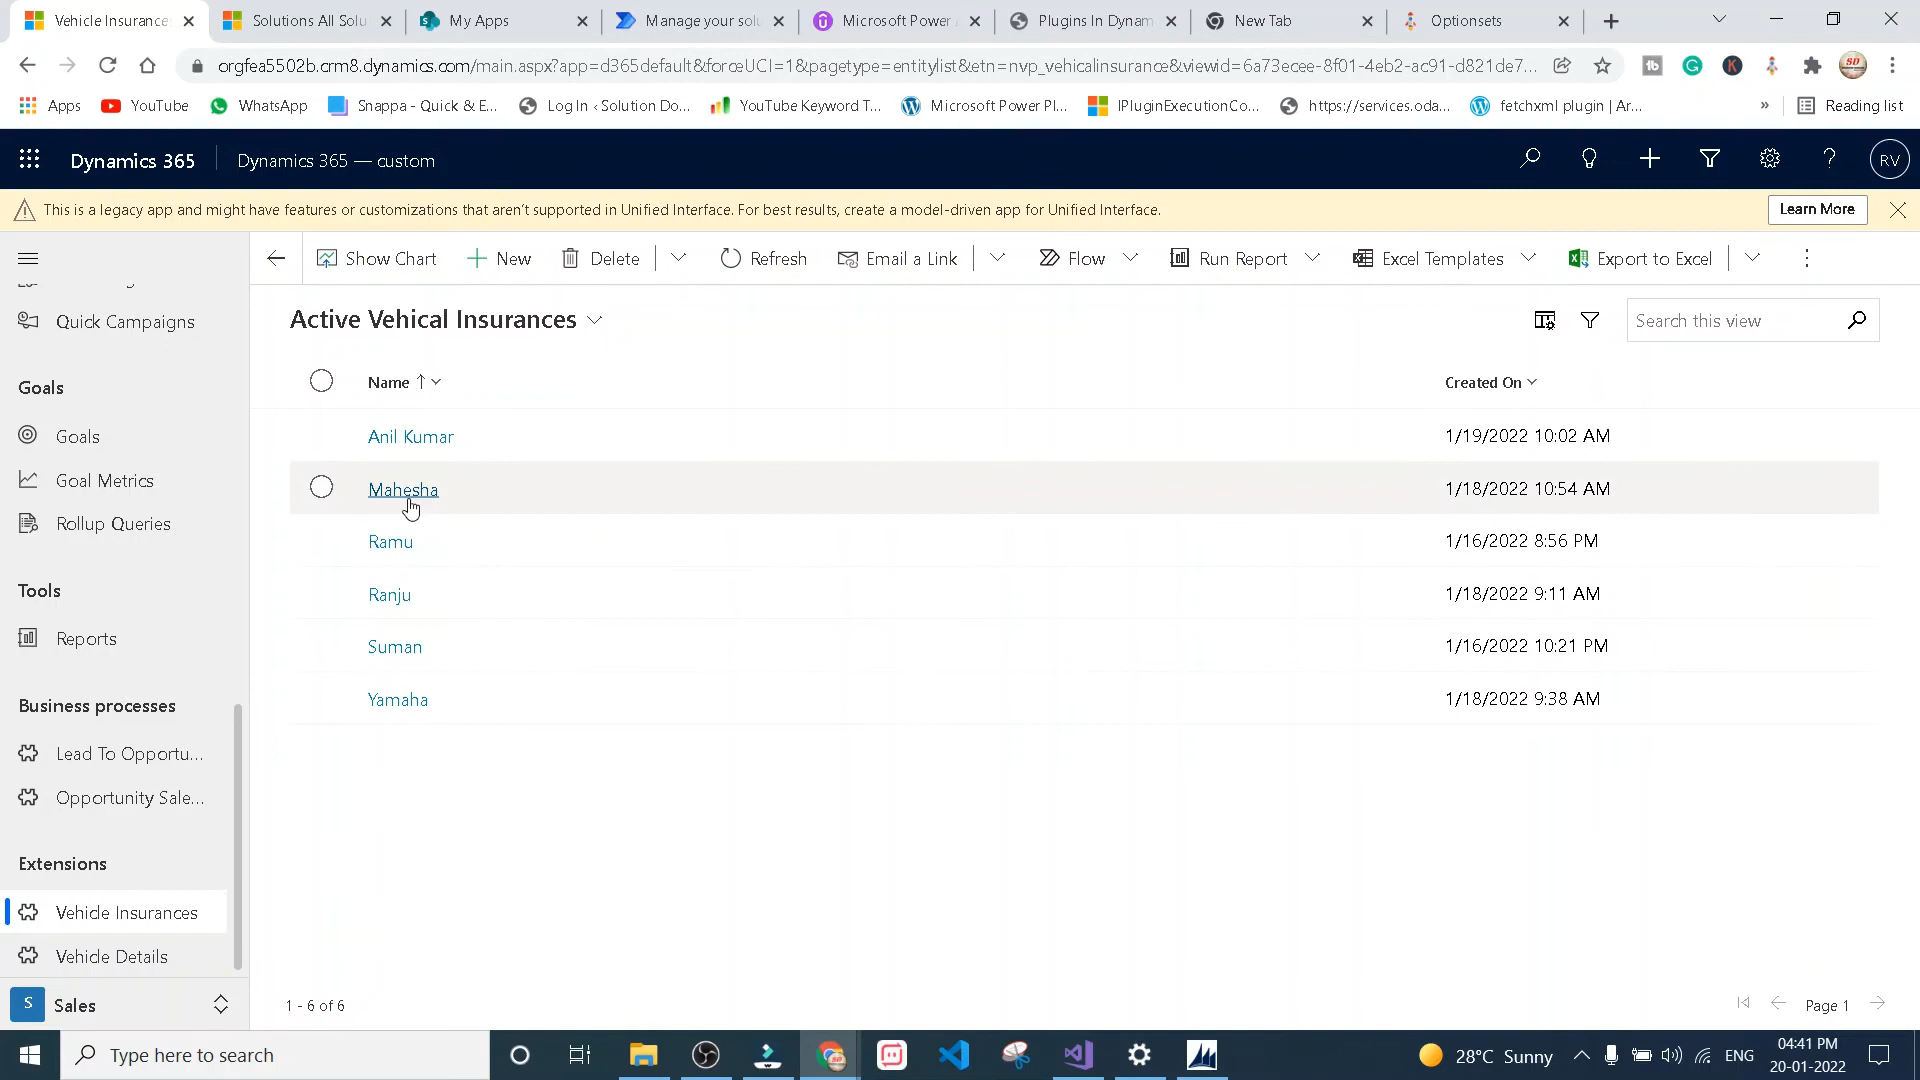 Vehicle Insurance
Solutions All Solu
My Apps
Manage your solu
Microsoft Power
Plugins In Dynam
New Tab
Optionsets
orgfea5502b.crm8.dynamics.com/main.aspx?app=d365default&forceUCI=1&pagetype=entitylist&etn=nvp_vehicalinsurance&viewid=6a73ecee-8f01-4eb2-ac91-d821de7...
Apps
YouTube
WhatsApp
Snappa - Quick & E...
Log In ‹ Solution Do...
YouTube Keyword T...
Microsoft Power Pl...
IPluginExecutionCo...
https://services.oda...
fetchxml plugin | Ar...
»
Reading list
Dynamics 365
Dynamics 365 — custom
RV
This is a legacy app and might have features or customizations that aren't supported in Unified Interface. For best results, create a model-driven app for Unified Interface.
Learn More
Show Chart
New
Delete
Refresh
Email a Link
Flow
Run Report
Excel Templates
Export to Excel
Quick Campaigns
Goals
Goals
Goal Metrics
Rollup Queries
Tools
Reports
Business processes
Lead To Opportu...
Opportunity Sale...
Extensions
Vehicle Insurances
Vehicle Details
S Sales
Active Vehical Insurances
Search this view
Name ↑
Created On
Anil Kumar 1/19/2022 10:02 AM
Mahesha 1/18/2022 10:54 AM
Ramu 1/16/2022 8:56 PM
Ranju 1/18/2022 9:11 AM
Suman 1/16/2022 10:21 PM
Yamaha 1/18/2022 9:38 AM
1 - 6 of 6
Page 1
Type here to search
28°C Sunny
ENG
04:41 PM
20-01-2022